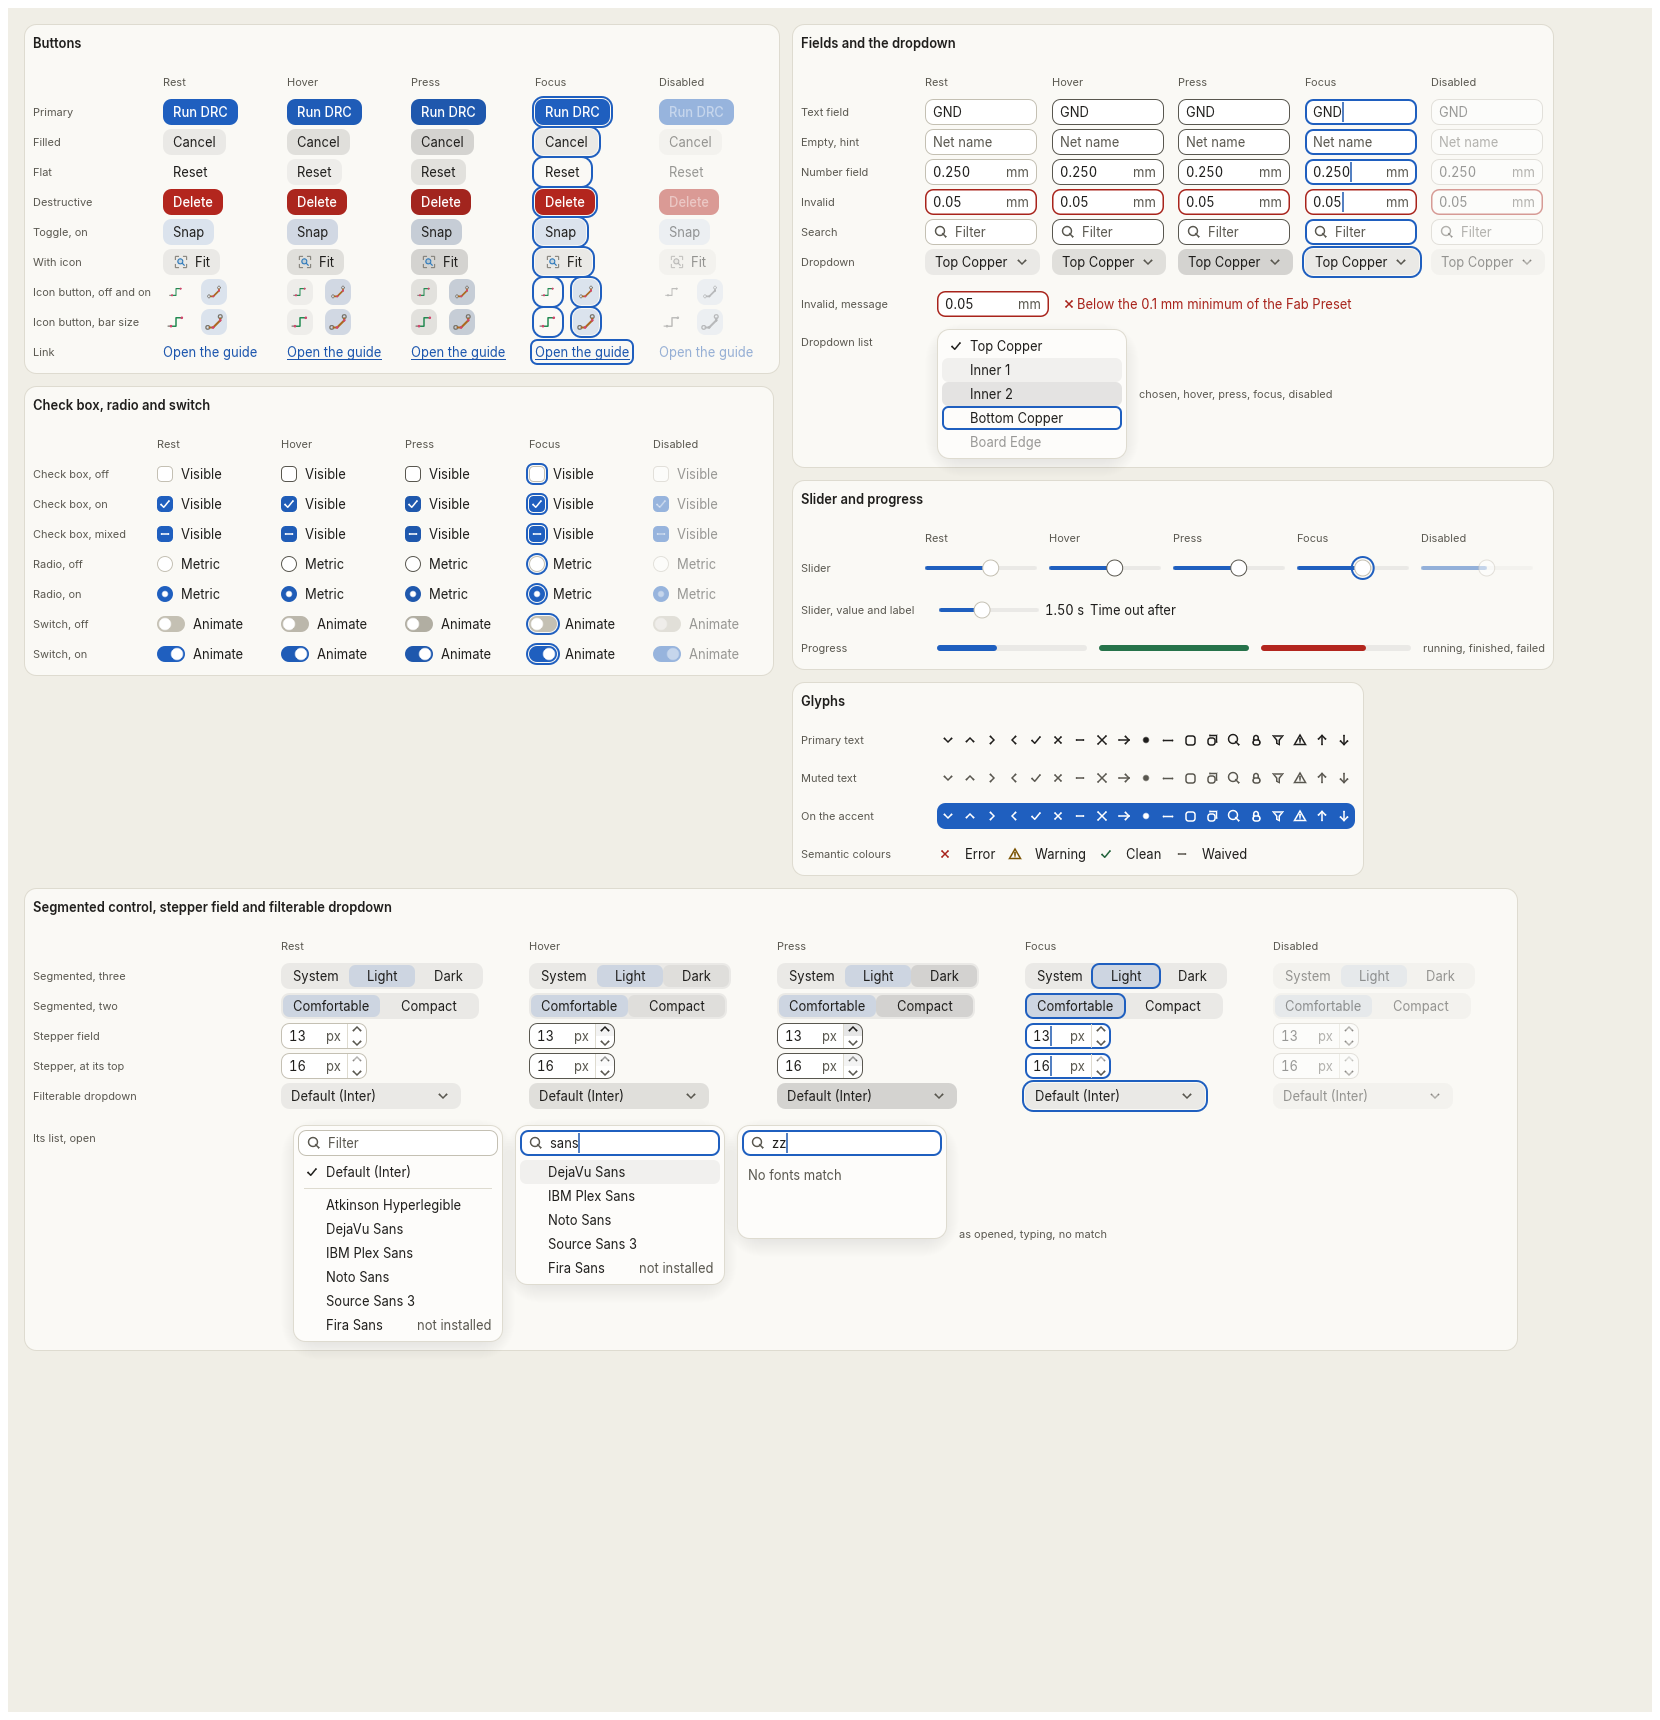 Buttons
Rest Hover Press Focus Disabled
Primary Run DRC Run DRC Run DRC Run DRC Run DRC
Filled Cancel Cancel Cancel Cancel Cancel
Flat Reset Reset Reset Reset Reset
Destructive Delete Delete Delete Delete Delete
Toggle, on Snap Snap Snap Snap Snap
With icon Fit Fit Fit Fit Fit
Icon button, off and on
Icon button, bar size
Link Open the guide Open the guide Open the guide Open the guide Open the guide
Check box, radio and switch
Rest Hover Press Focus Disabled
Check box, off Visible Visible Visible Visible Visible
Check box, on Visible Visible Visible Visible Visible
Check box, mixed Visible Visible Visible Visible Visible
Radio, off Metric Metric Metric Metric Metric
Radio, on Metric Metric Metric Metric Metric
Switch, off Animate Animate Animate Animate Animate
Switch, on Animate Animate Animate Animate Animate
Fields and the dropdown
Rest Hover Press Focus Disabled
Text field GND GND GND GND GND
Empty, hint Net name Net name Net name Net name Net name
Number field 0.250 mm 0.250 mm 0.250 mm 0.250 mm 0.250 mm
Invalid 0.05 mm 0.05 mm 0.05 mm 0.05 mm 0.05 mm
Search Filter Filter Filter Filter Filter
Dropdown Top Copper Top Copper Top Copper Top Copper Top Copper
Invalid, message 0.05 mm Below the 0.1 mm minimum of the Fab Preset
Dropdown list Top Copper
Inner 1
Inner 2 chosen, hover, press, focus, disabled
Bottom Copper
Board Edge
Slider and progress
Rest Hover Press Focus Disabled
Slider
Slider, value and label 1.50 s Time out after
Progress running, finished, failed
Glyphs
Primary text
Muted text
On the accent
Semantic colours Error Warning Clean Waived
Segmented control, stepper field and filterable dropdown
Rest Hover Press Focus Disabled
Segmented, three System Light Dark System Light Dark System Light Dark System Light Dark System Light Dark
Segmented, two Comfortable Compact Comfortable Compact Comfortable Compact Comfortable Compact Comfortable Compact
Stepper field 13 px 13 px 13 px 13 px 13 px
Stepper, at its top 16 px 16 px 16 px 16 px 16 px
Filterable dropdown Default (Inter) Default (Inter) Default (Inter) Default (Inter) Default (Inter)
Its list, open
Filter
Default (Inter)
Atkinson Hyperlegible
DejaVu Sans
IBM Plex Sans
Noto Sans
Source Sans 3
Fira Sans not installed
sans
DejaVu Sans
IBM Plex Sans
Noto Sans
Source Sans 3
Fira Sans not installed
zz
No fonts match
as opened, typing, no match